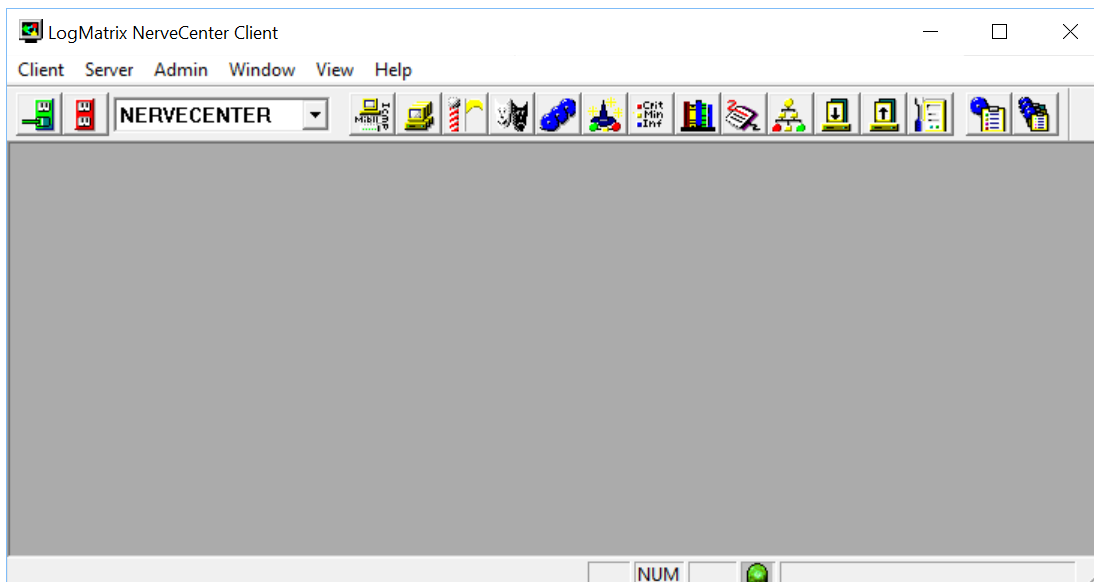 LogMatrix NerveCenter Client
Client Server Admin Window View Help
NERVECENTER
Crit
Min
Inf
NUM